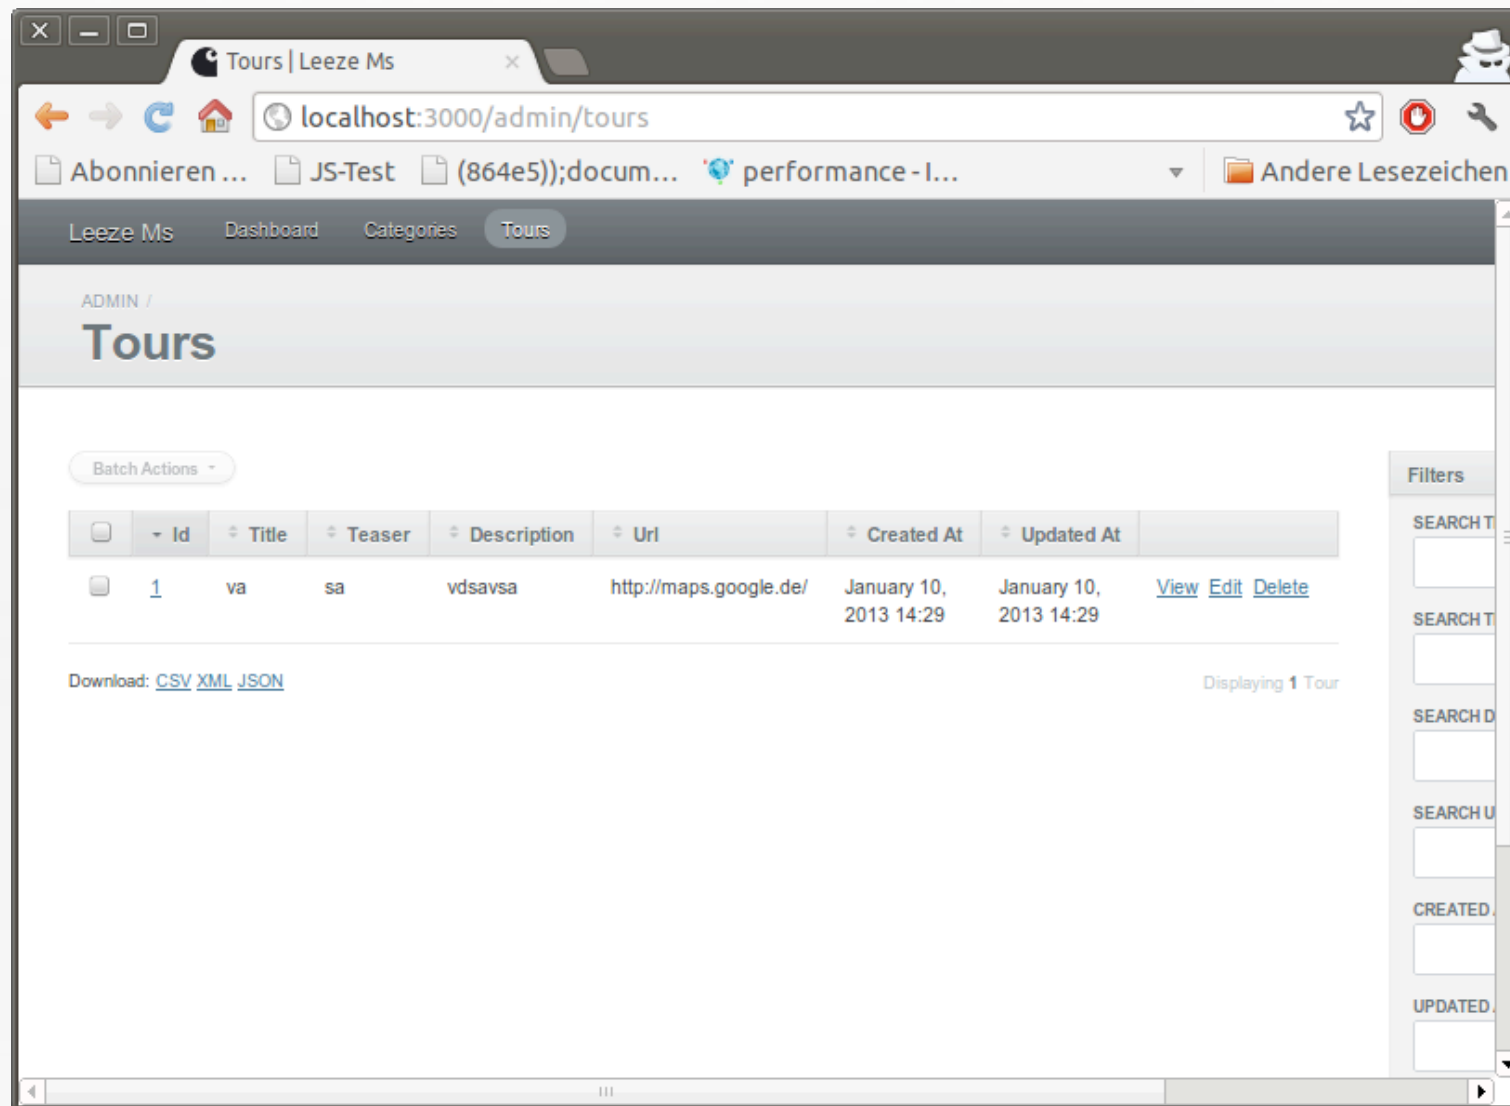 Tours | Leeze Ms
localhost:3000/admin/tours
Abonnieren ... JS-Test (864e5));docum... performance - I... Andere Lesezeichen
Leeze Ms Dashboard Categories Tours
ADMIN /
Tours
Batch Actions
Id Title Teaser Description Url Created At Updated At
1 va sa vdsavsa http://maps.google.de/ January 10, January 10, View Edit Delete
2013 14:29 2013 14:29
Download: CSV XML JSON Displaying 1 Tour
Filters
SEARCH T
SEARCH T
SEARCH D
SEARCH U
CREATED
UPDATED